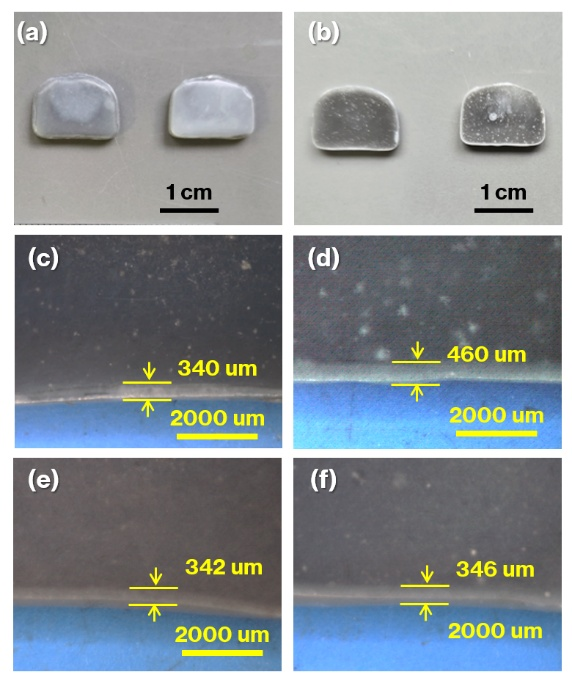 (a)
(b)
1 cm
1 cm
(c)
(d)
340 um
460 um
2000 um
2000 um
(e)
(f)
342 um
346 um
2000 um
2000 um